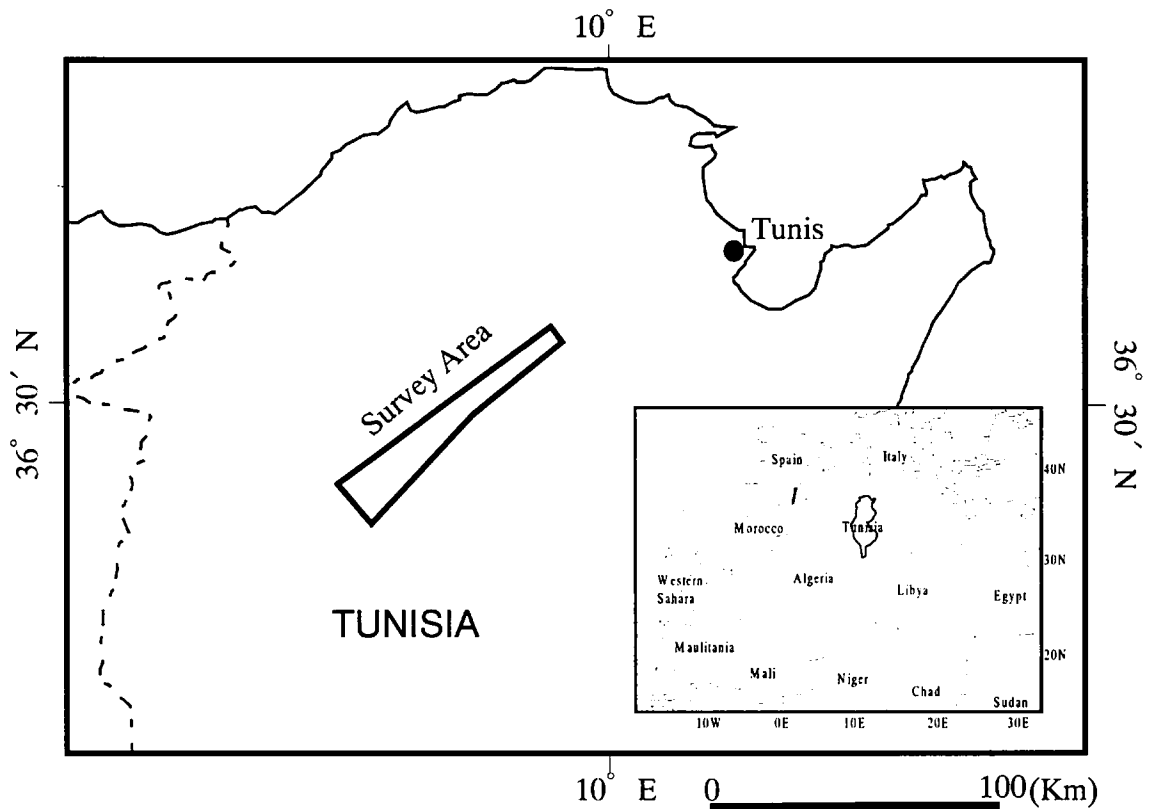 10° E
Tunis
Survey Area
36° 30′ N
36° 30′ N
TUNISIA
Spain
Italy
40N
Morocco
Tunisia
30N
Western
Sahara
Algeria
Libya
Egypt
Maulitania
20N
Mali
Niger
Chad
Sudan
10W 0E 10E 20E 30E
10° E
0 100 (Km)